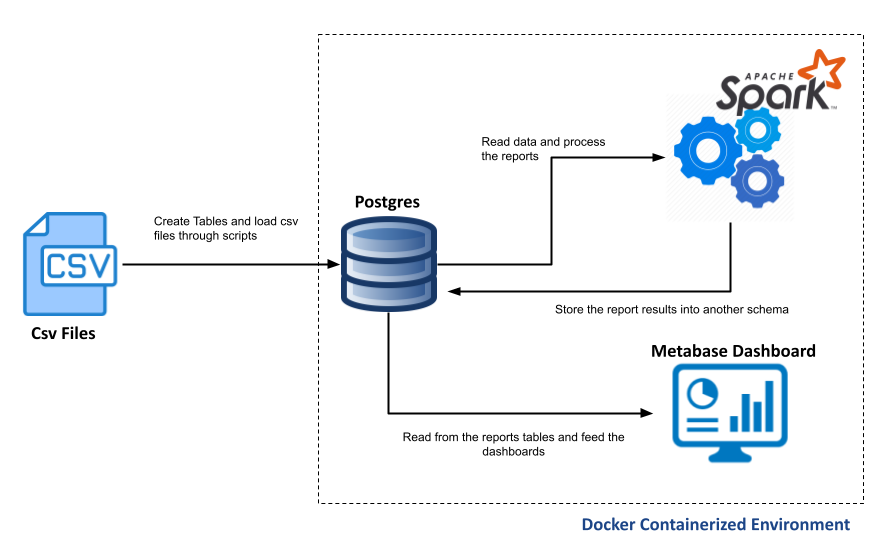 APACHE
Spark
TM
Read data and process
the reports
Postgres
Create Tables and load csv
files through scripts
CSV
Csv Files
Store the report results into another schema
Metabase Dashboard
Read from the reports tables and feed the
dashboards
Docker Containerized Environment